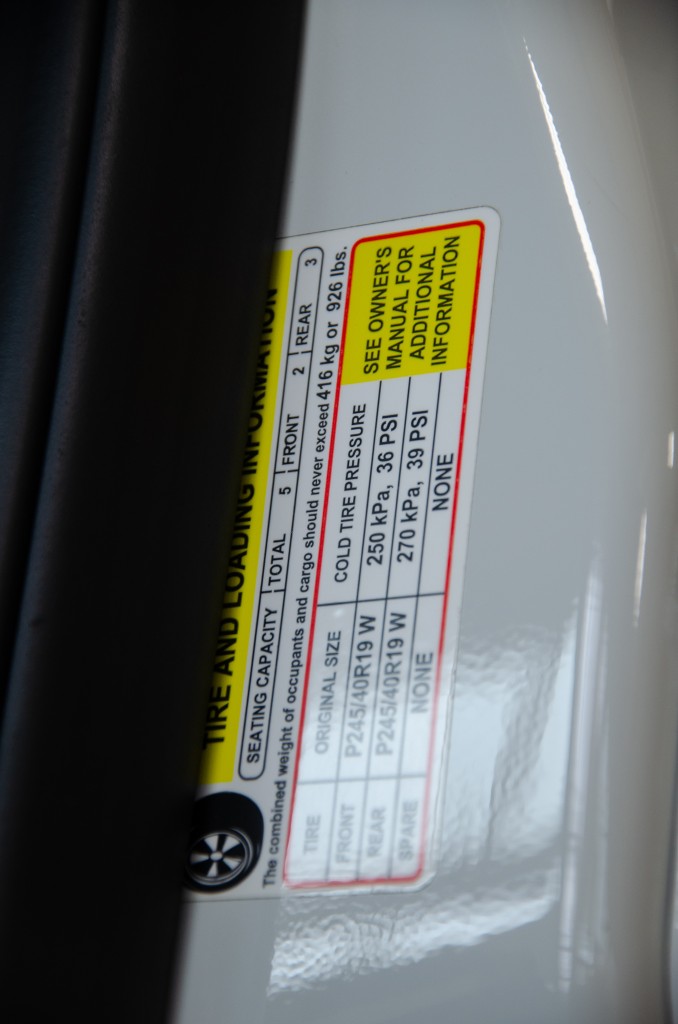 TIRE AND LOADING INFORMATION
SEATING CAPACITY TOTAL 5 FRONT 2 REAR 3
The combined weight of occupants and cargo should never exceed 416 kg or 926 lbs.
TIRE ORIGINAL SIZE COLD TIRE PRESSURE
FRONT P245/40R19 W 250 kPa, 36 PSI
REAR P245/40R19 W 270 kPa, 39 PSI
SPARE NONE NONE
SEE OWNER'S
MANUAL FOR
ADDITIONAL
INFORMATION